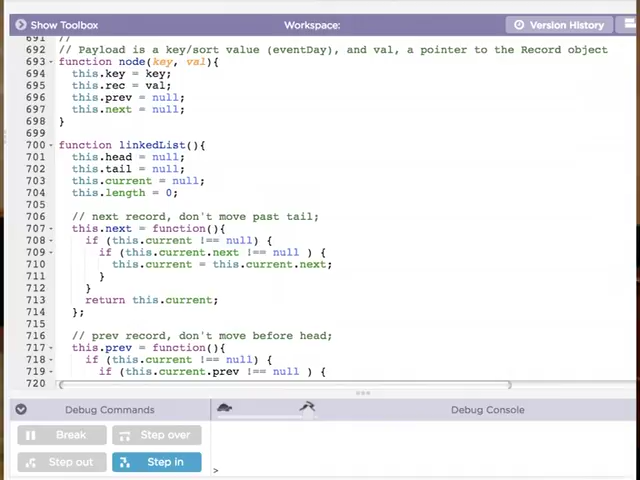 Show Toolbox
Workspace:
Version History
691 //
692 // Payload is a key/sort value (eventDay), and val, a pointer to the Record object
693 function node(key, val){
694 this.key = key;
695 this.rec = val;
696 this.prev = null;
697 this.next = null;
698 }
699
700 function linkedList(){
701 this.head = null;
702 this.tail = null;
703 this.current = null;
704 this.length = 0;
705
706 // next record, don't move past tail;
707 this.next = function(){
708 if (this.current !== null) {
709 if (this.current.next !== null ) {
710 this.current = this.current.next;
711 }
712 }
713 return this.current;
714 };
715
716 // prev record, don't move before head;
717 this.prev = function(){
718 if (this.current !== null) {
719 if (this.current.prev !== null ) {
720
Debug Commands
Debug Console
Break
Step over
Step out
Step in
>